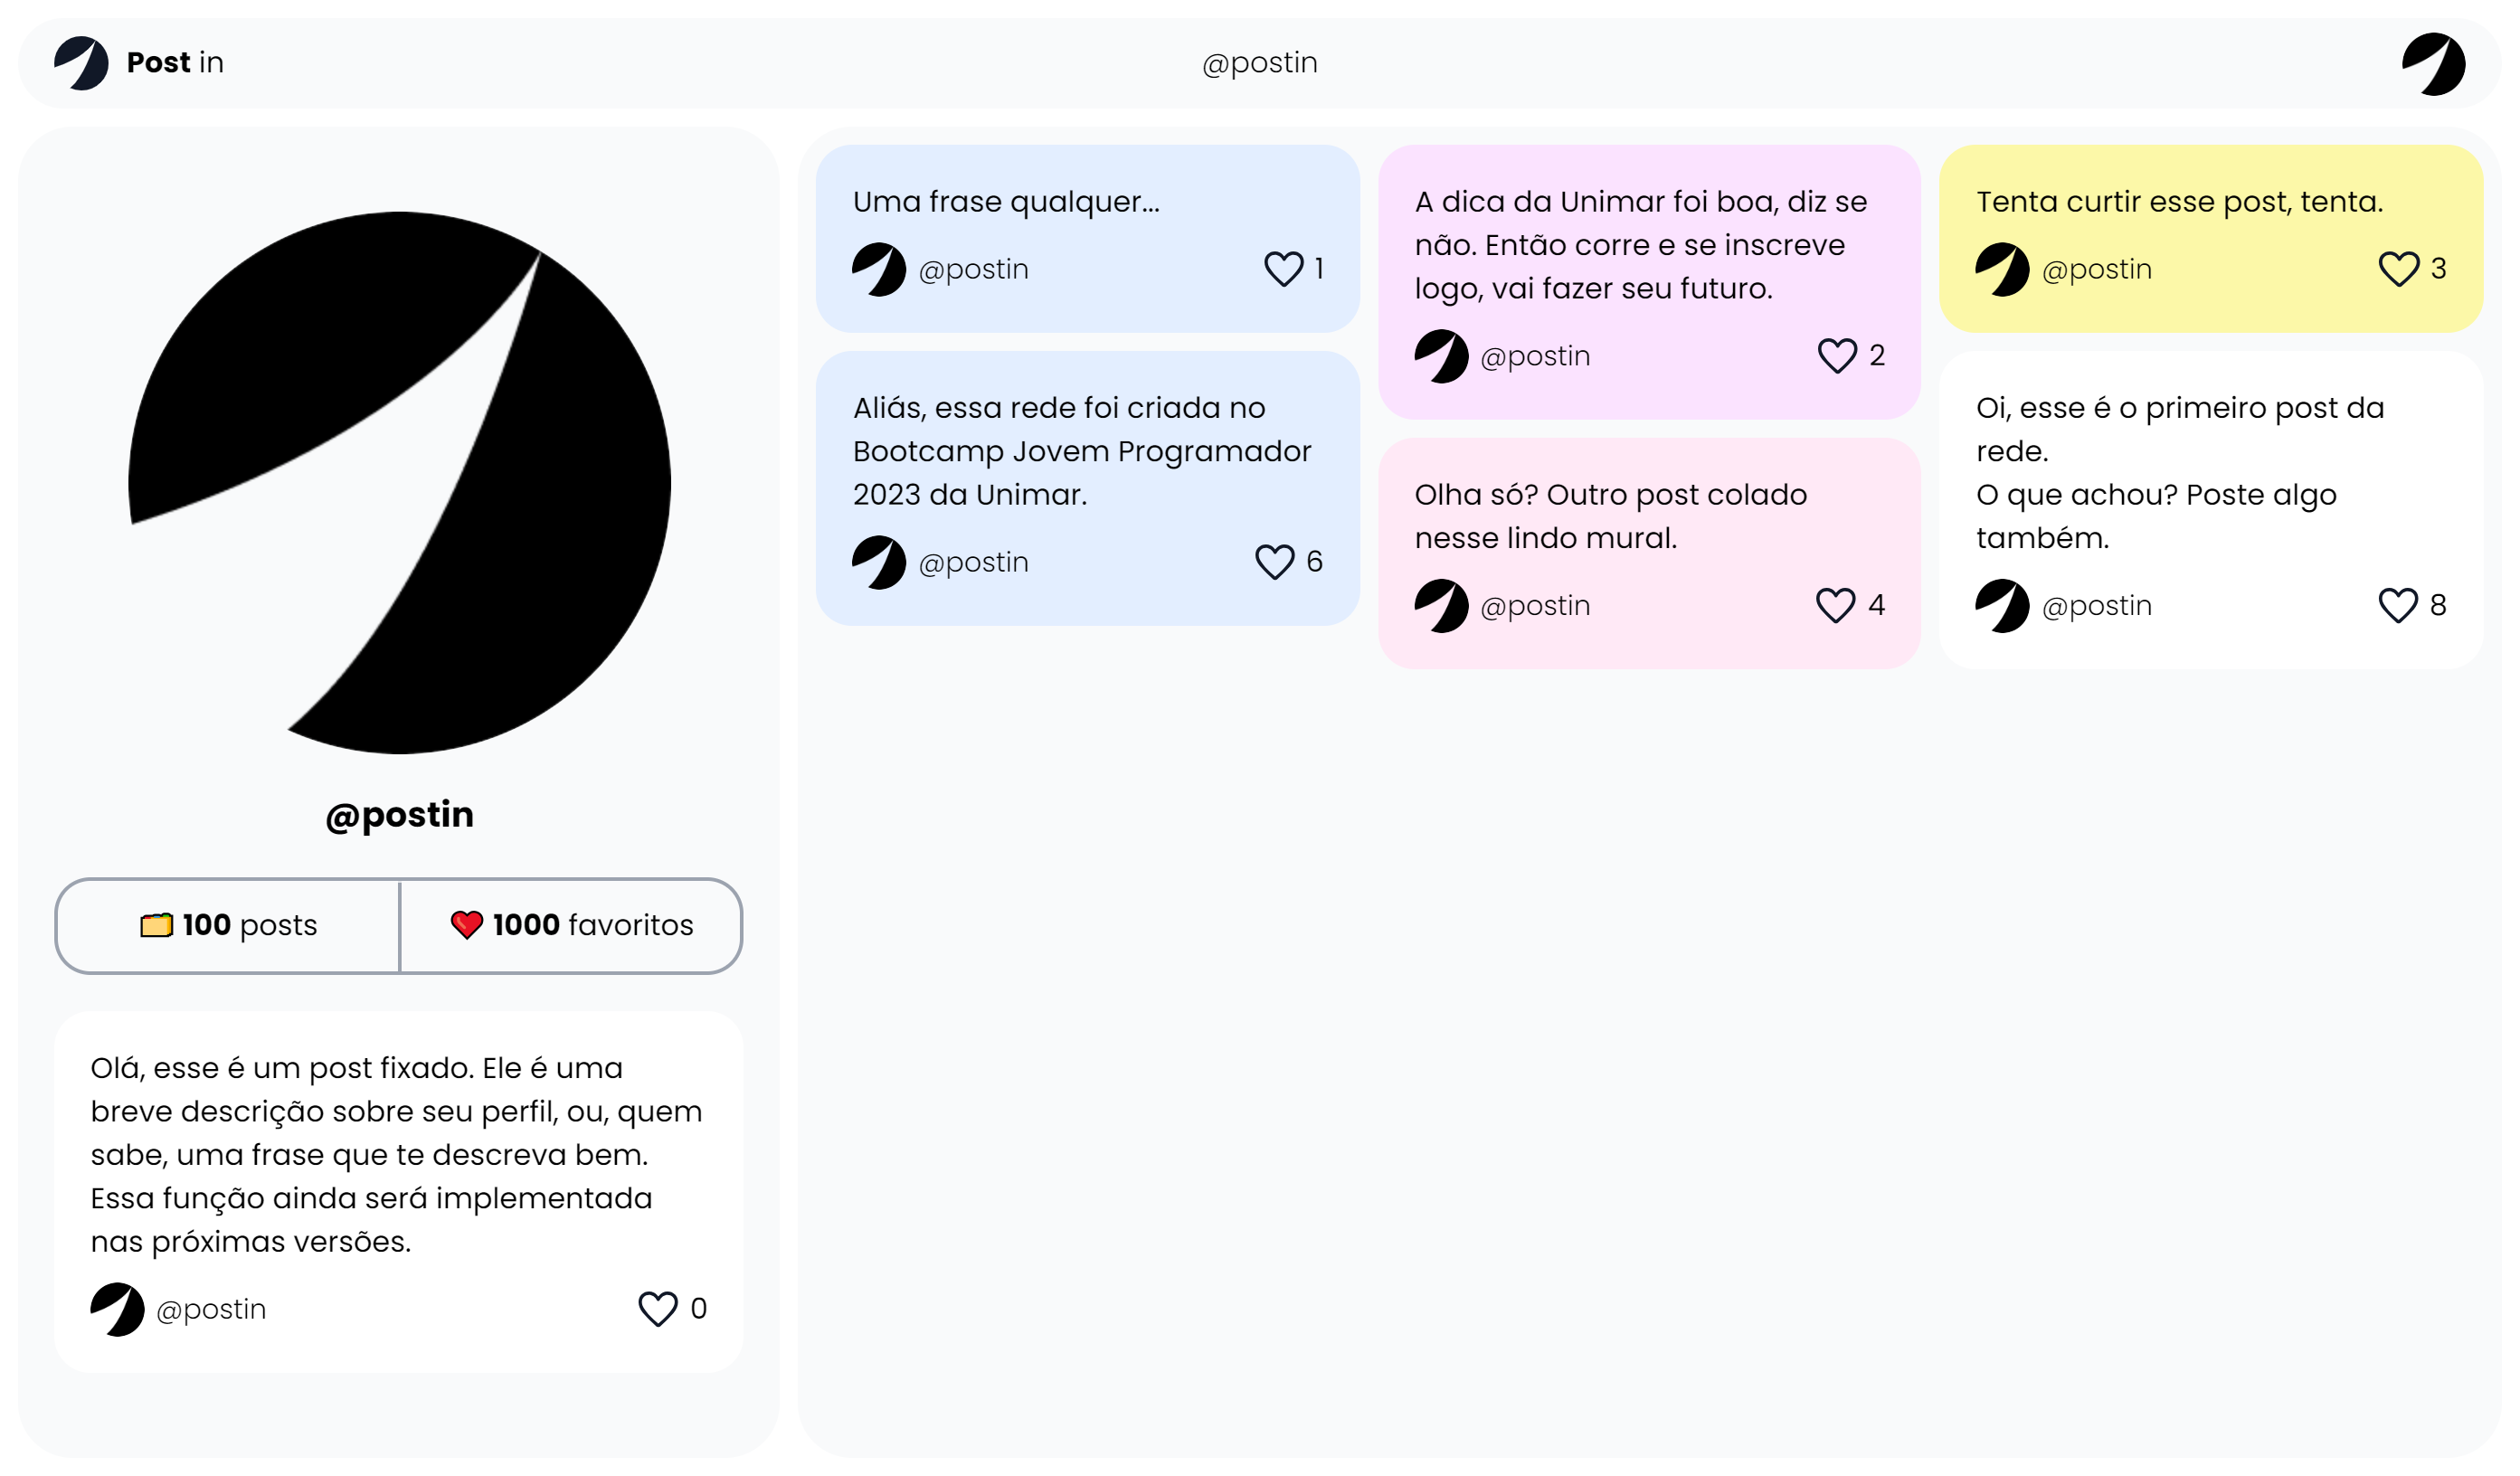 Post in
@postin
@postin
100 posts
1000 favoritos
Olá, esse é um post fixado. Ele é uma
breve descrição sobre seu perfil, ou, quem
sabe, uma frase que te descreva bem.
Essa função ainda será implementada
nas próximas versões.
@postin
0
Uma frase qualquer...
@postin
1
Aliás, essa rede foi criada no
Bootcamp Jovem Programador
2023 da Unimar.
@postin
6
A dica da Unimar foi boa, diz se
não. Então corre e se inscreve
logo, vai fazer seu futuro.
@postin
2
Olha só? Outro post colado
nesse lindo mural.
@postin
4
Tenta curtir esse post, tenta.
@postin
3
Oi, esse é o primeiro post da
rede.
O que achou? Poste algo
também.
@postin
8